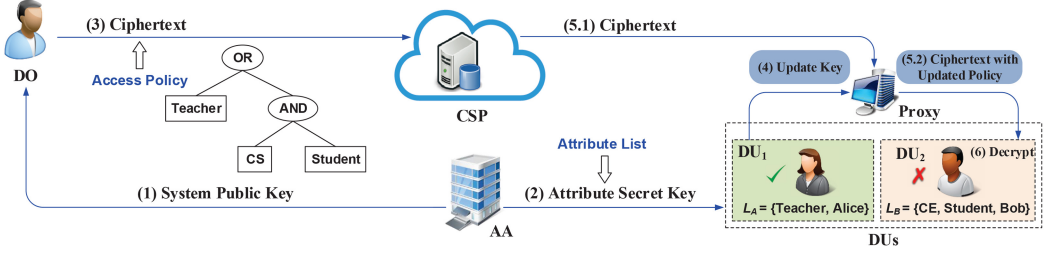 (3) Ciphertext
(5.1) Ciphertext
DO
Access Policy
OR
Teacher
AND
CS
Student
CSP
(4) Update Key
(5.2) Ciphertext with
Updated Policy
Proxy
Attribute List
DU1
DU2
(6) Decrypt
(1) System Public Key
(2) Attribute Secret Key
LA = {Teacher, Alice}
LB = {CE, Student, Bob}
AA
DUs